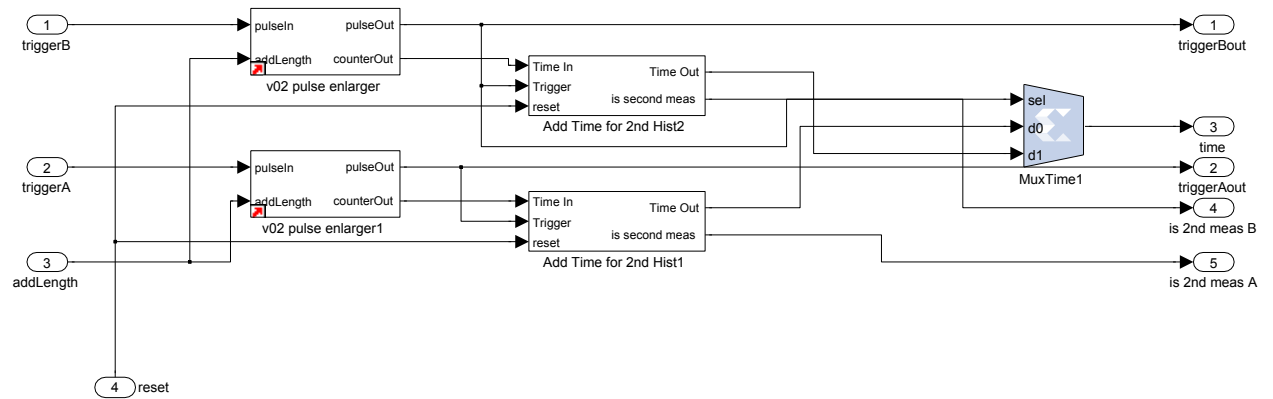 1
triggerB
pulseIn
pulseOut
addLength
counterOut
v02 pulse enlarger
Time In
Time Out
Trigger
is second meas
reset
Add Time for 2nd Hist2
sel
d0
d1
MuxTime1
1
triggerBout
3
time
2
triggerA
pulseIn
pulseOut
addLength
counterOut
v02 pulse enlarger1
Time In
Time Out
Trigger
is second meas
reset
Add Time for 2nd Hist1
2
triggerAout
4
is 2nd meas B
3
addLength
5
is 2nd meas A
4
reset